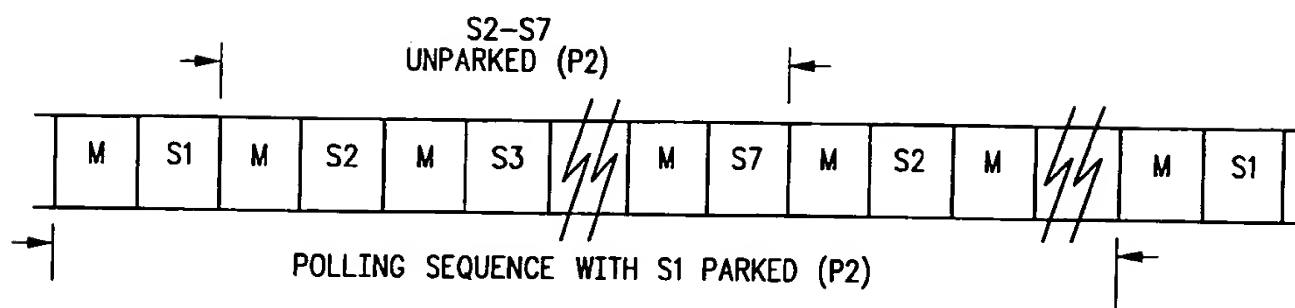 S2-S7
UNPARKED (P2)
M S1 M S2 M S3 M S7 M S2 M M S1
POLLING SEQUENCE WITH S1 PARKED (P2)